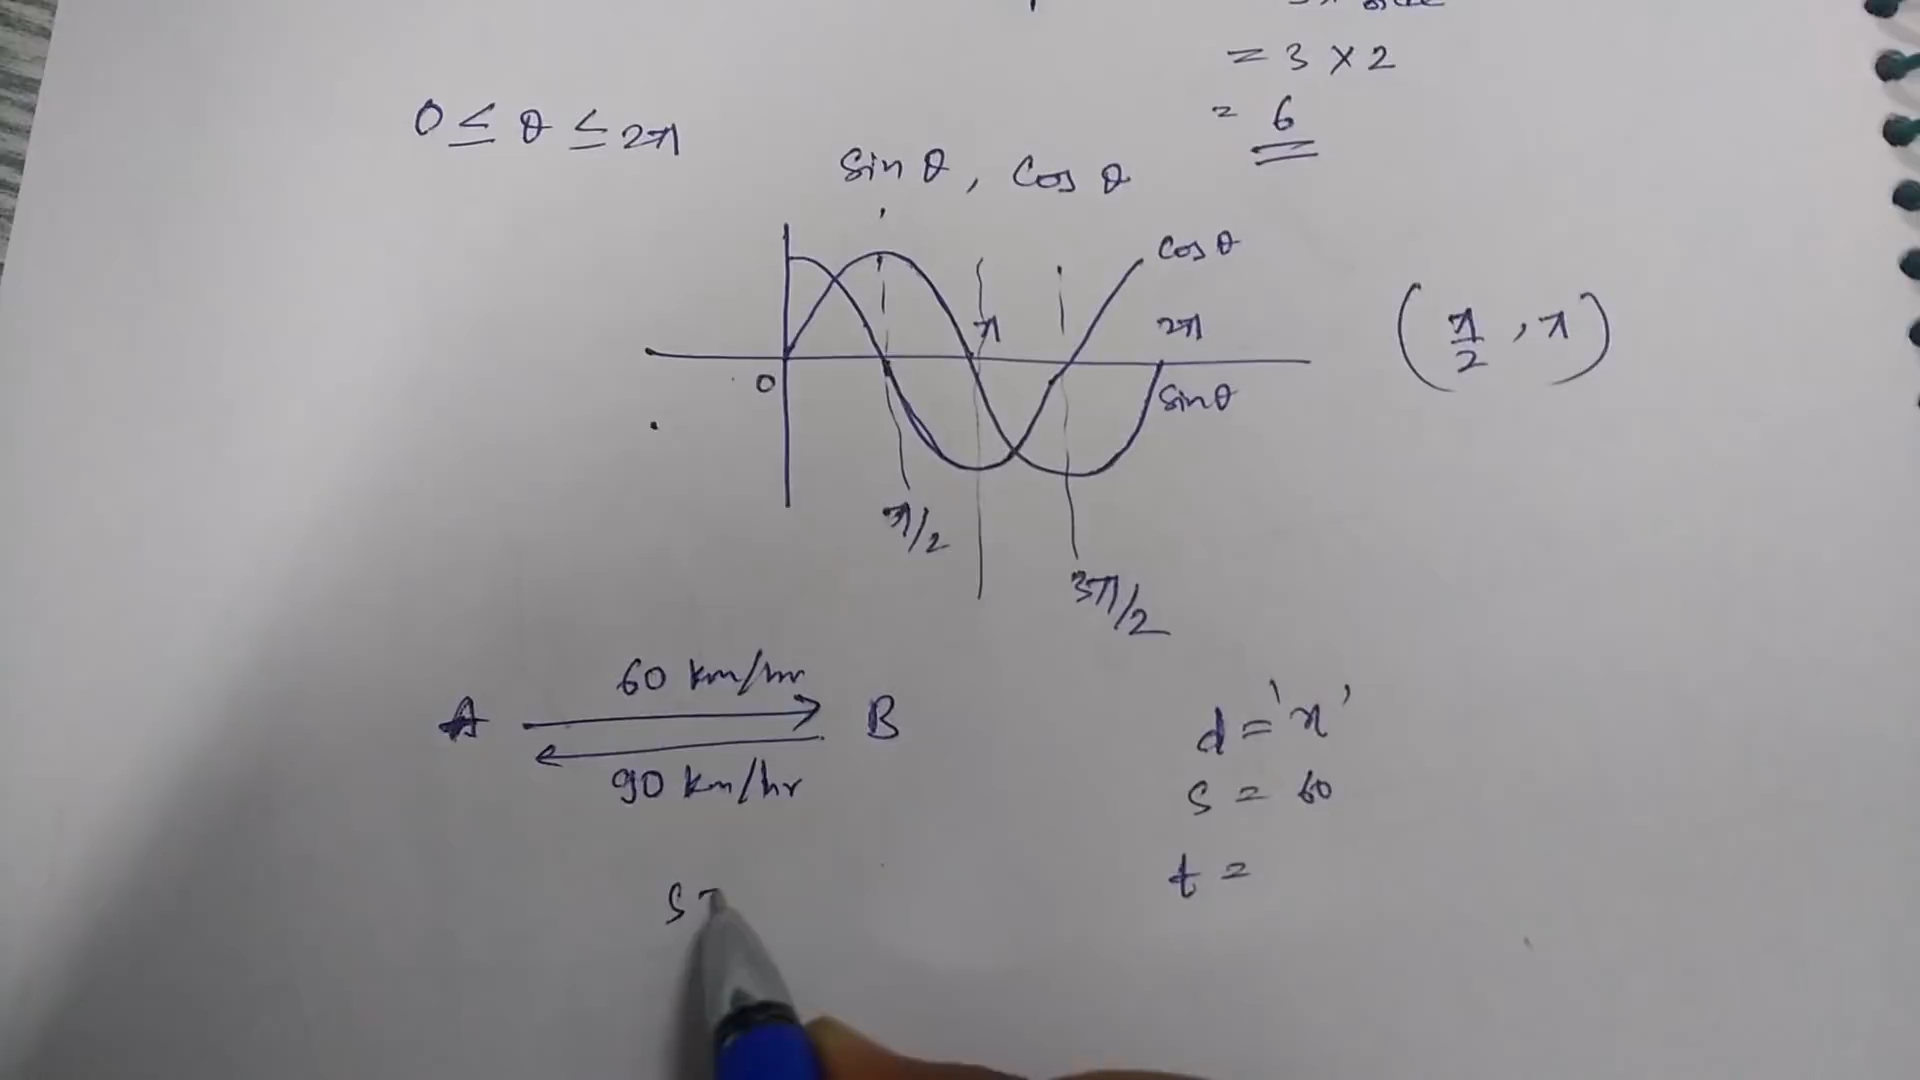 = 3 × 2
= 6
0 ≤ θ ≤ 2π
Sin θ, Cos θ
Cos θ
π
2π
(π/2, π)
0
Sin θ
π/2
3π/2
60 km/hr
A B
90 km/hr
d = 'x'
S = 60
t =
S =